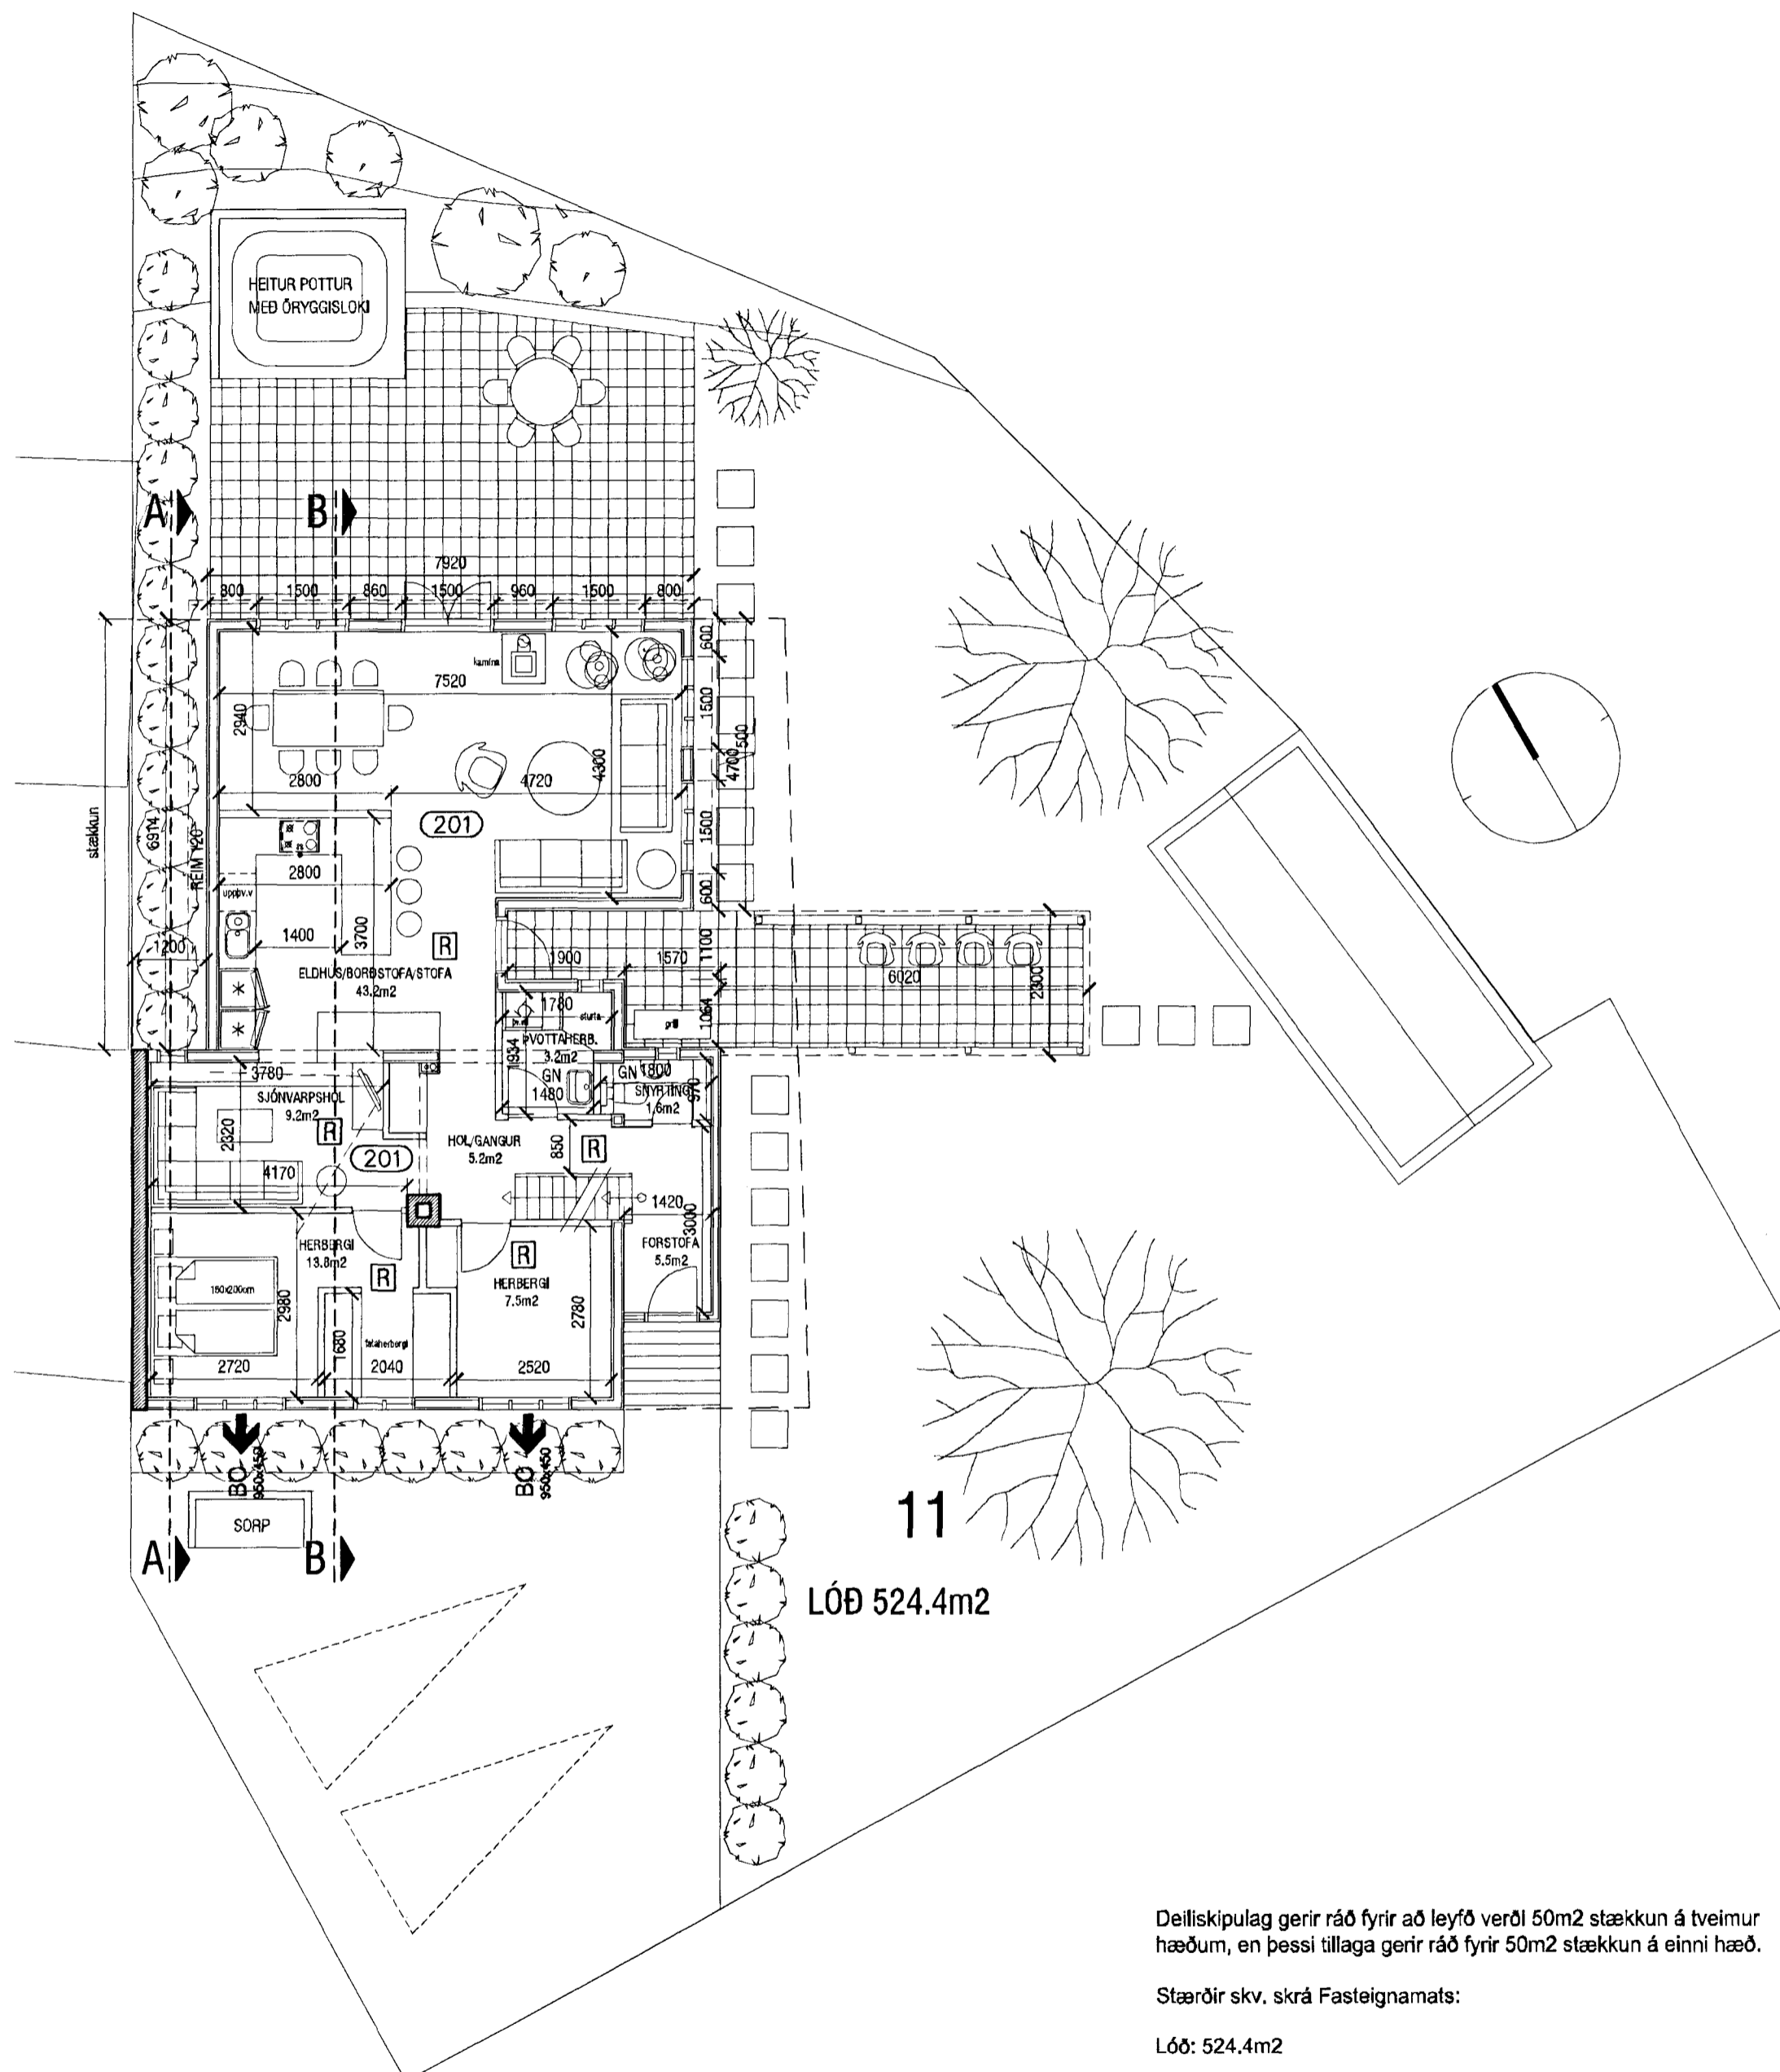 HEITUR POTTUR
MEÐ ÖRYGGISLOKI
A
B
7920
800
1500
860
1500
960
1500
800
kamína
7520
600
1500
2940
500
4700
4300
2800
4720
201
stækkun
6914
REIM 120
2800
1500
600
uppþv.v
1400
3700
R
1200
1900
1570
1100
6020
2300
ELDHÚS/BORÐSTOFA/STOFA
43.2m2
1780
sturta
grill
1064
ÞVOTTAHERB.
3.2m2
1934
GN
GN
1800
3780
1480
SNYRTING
1.6m2
970
SJÓNVARPSHOL
9.2m2
R
2320
HOL/GANGUR
5.2m2
850
R
201
4170
1420
3000
HERBERGI
13.8m2
R
FORSTOFA
5.5m2
R
HERBERGI
7.5m2
160x200cm
2980
2780
1680
fataherbergi
2720
2040
2520
BO
950x450
BO
950x450
SORP
A
B
11
LÓÐ 524.4m2
Deiliskipulag gerir ráð fyrir að leyfð verði 50m2 stækkun á tveimur
hæðum, en þessi tillaga gerir ráð fyrir 50m2 stækkun á einni hæð.
Stærðir skv. skrá Fasteignamats:
Lóð: 524.4m2